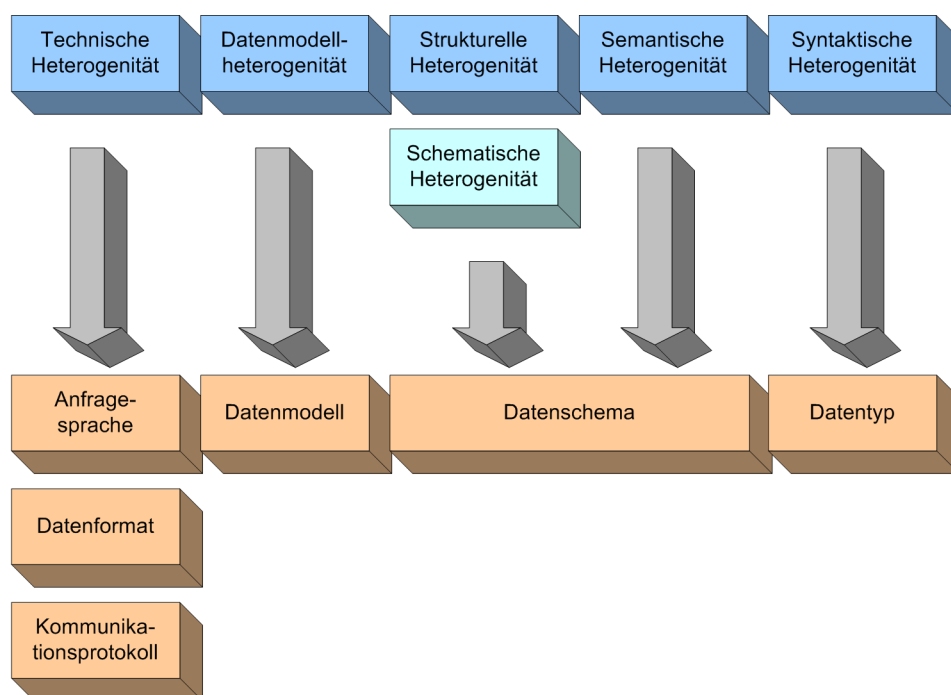 Technische
Heterogenität
Datenmodell-
heterogenität
Strukturelle
Heterogenität
Semantische
Heterogenität
Syntaktische
Heterogenität
Schematische
Heterogenität
Anfrage-
sprache
Datenmodell
Datenschema
Datentyp
Datenformat
Kommunika-
tionsprotokoll